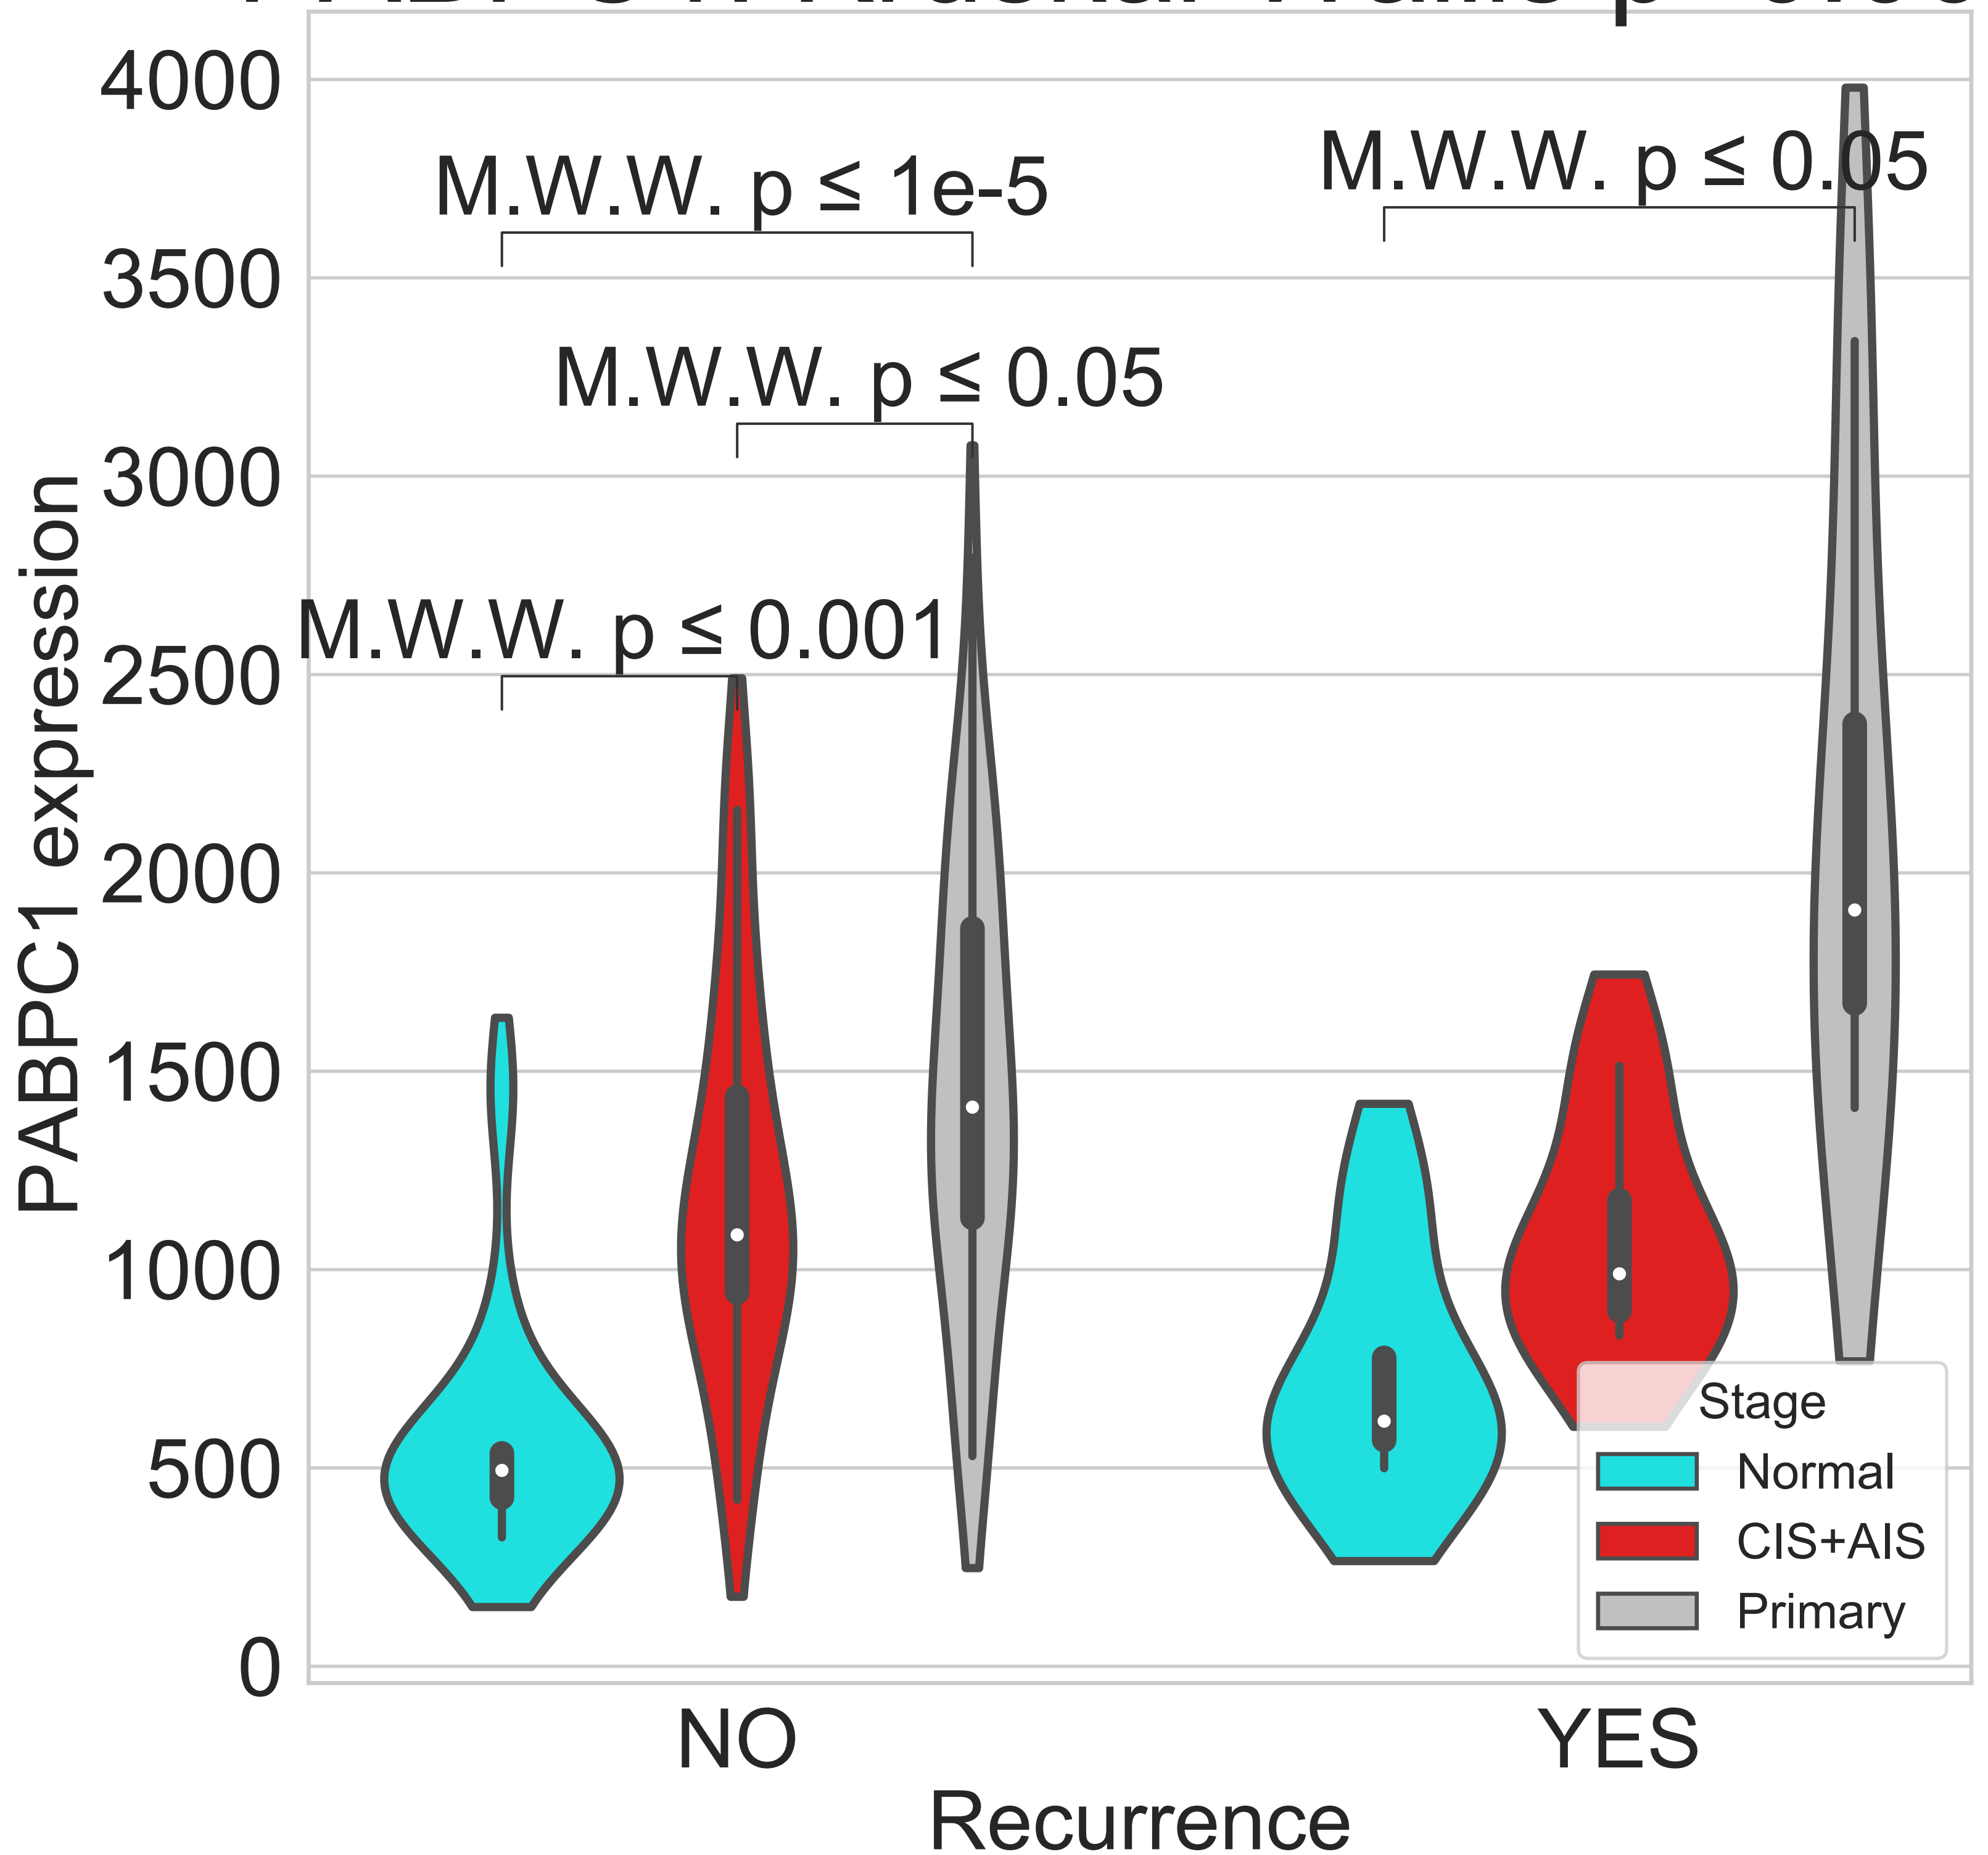 4000
3500
3000
2500
2000
1500
1000
500
0
PABPC1 expression
M.W.W. p ≤ 1e-5
M.W.W. p ≤ 0.05
M.W.W. p ≤ 0.05
M.W.W. p ≤ 0.001
Stage
Normal
CIS+AIS
Primary
NO
YES
Recurrence